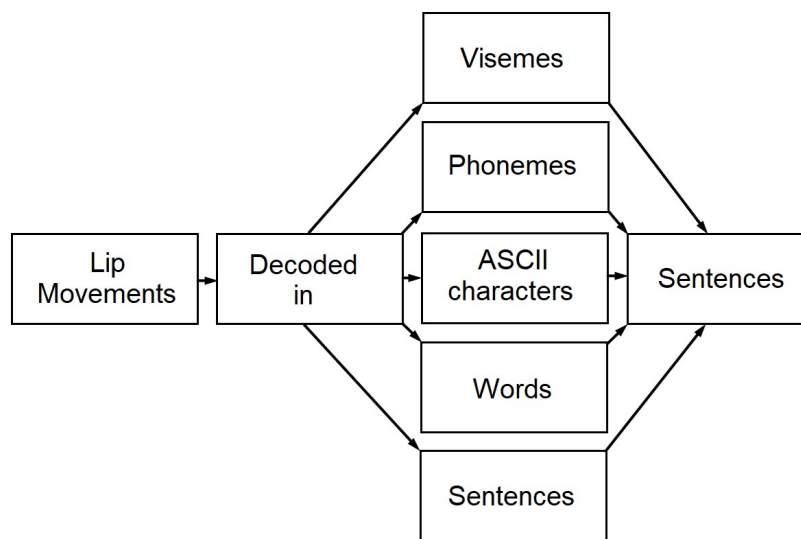 Visemes
Phonemes
Lip
Movements
Decoded
in
ASCII
characters
Sentences
Words
Sentences